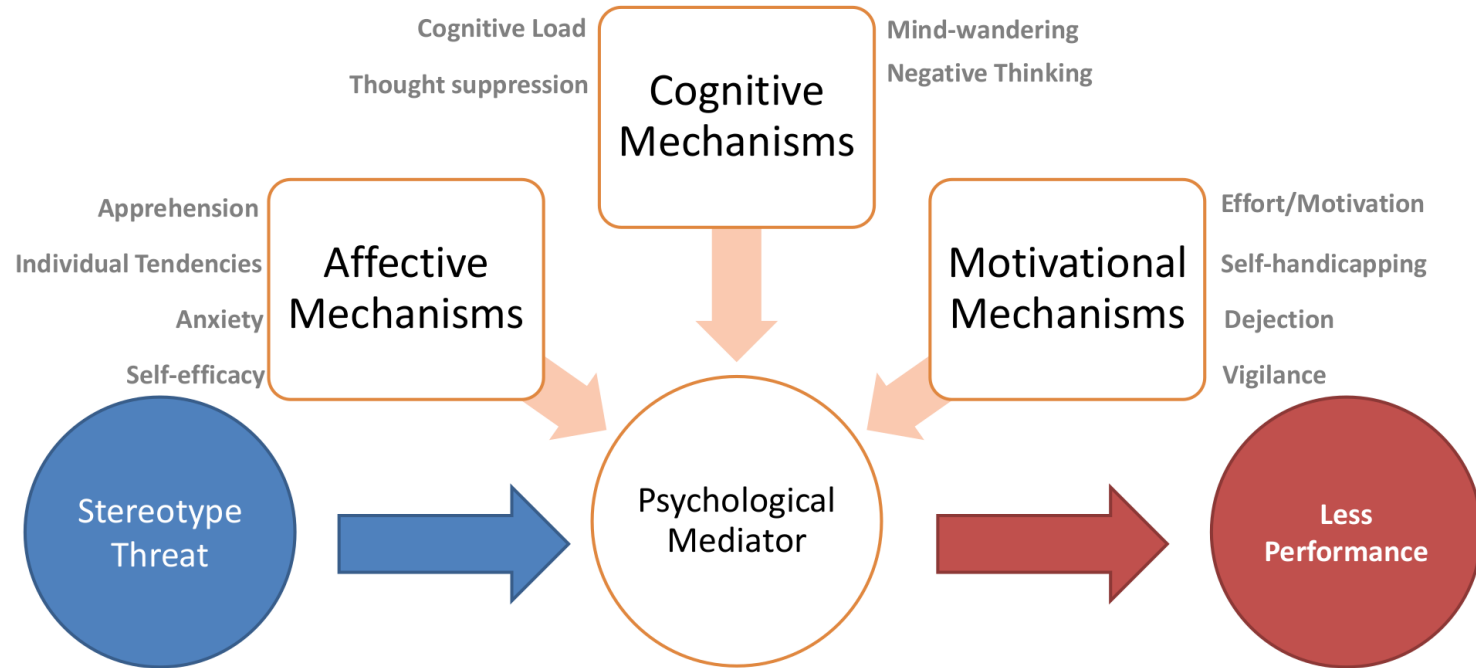 Cognitive Load
Thought suppression
Cognitive
Mechanisms
Mind-wandering
Negative Thinking
Apprehension
Individual Tendencies
Anxiety
Self-efficacy
Affective
Mechanisms
Motivational
Mechanisms
Effort/Motivation
Self-handicapping
Dejection
Vigilance
Stereotype
Threat
Psychological
Mediator
Less
Performance